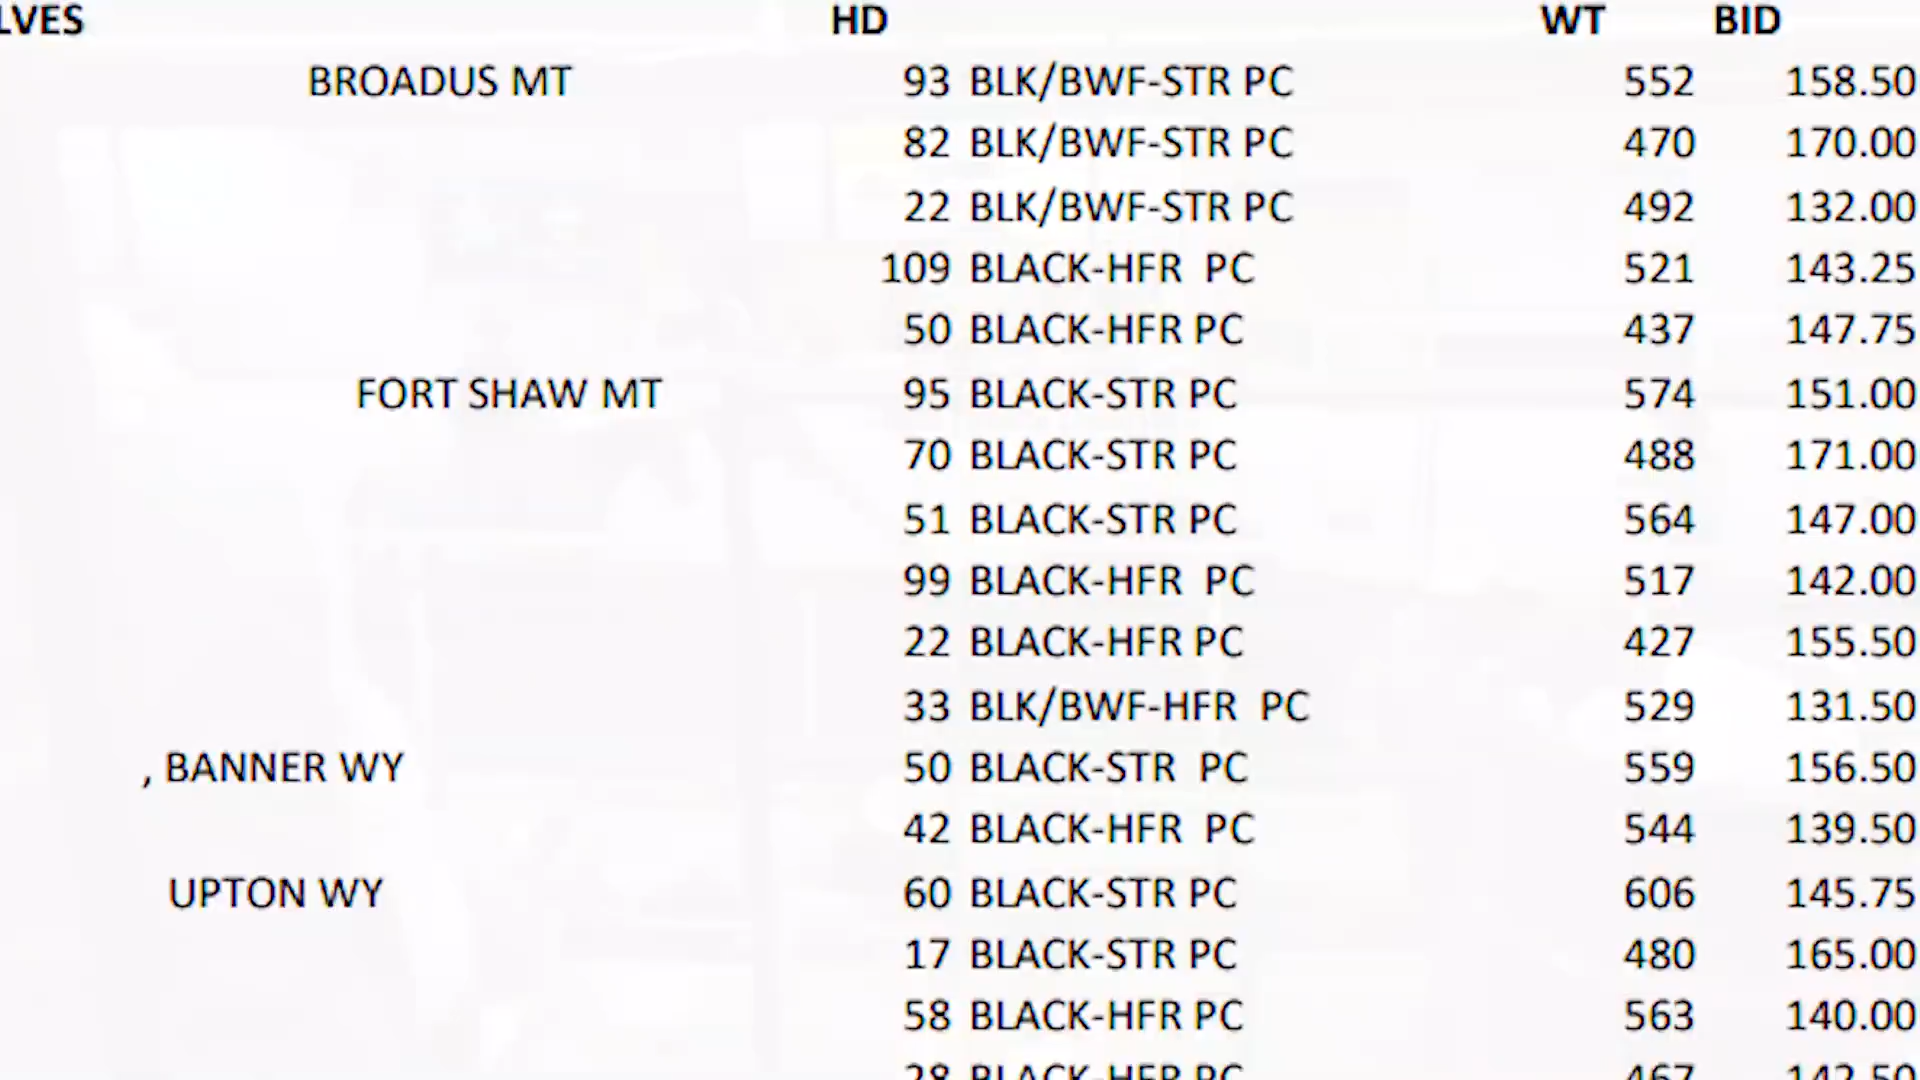 LVES HD WT BID
BROADUS MT 93 BLK/BWF-STR PC 552 158.50
82 BLK/BWF-STR PC 470 170.00
22 BLK/BWF-STR PC 492 132.00
109 BLACK-HFR PC 521 143.25
50 BLACK-HFR PC 437 147.75
FORT SHAW MT 95 BLACK-STR PC 574 151.00
70 BLACK-STR PC 488 171.00
51 BLACK-STR PC 564 147.00
99 BLACK-HFR PC 517 142.00
22 BLACK-HFR PC 427 155.50
33 BLK/BWF-HFR PC 529 131.50
, BANNER WY 50 BLACK-STR PC 559 156.50
42 BLACK-HFR PC 544 139.50
UPTON WY 60 BLACK-STR PC 606 145.75
17 BLACK-STR PC 480 165.00
58 BLACK-HFR PC 563 140.00
28 BLACK-HFR PC 467 142.50